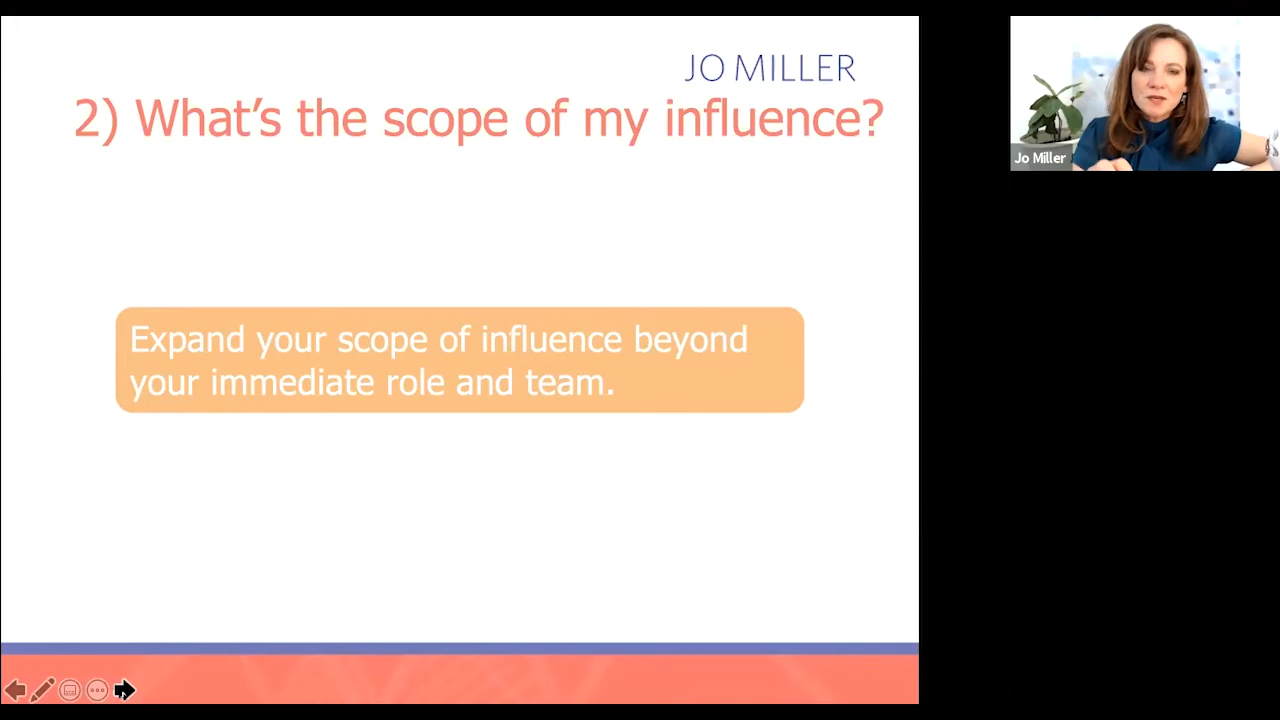 JO MILLER
2) What's the scope of my influence?
Expand your scope of influence beyond
your immediate role and team.
Jo Miller